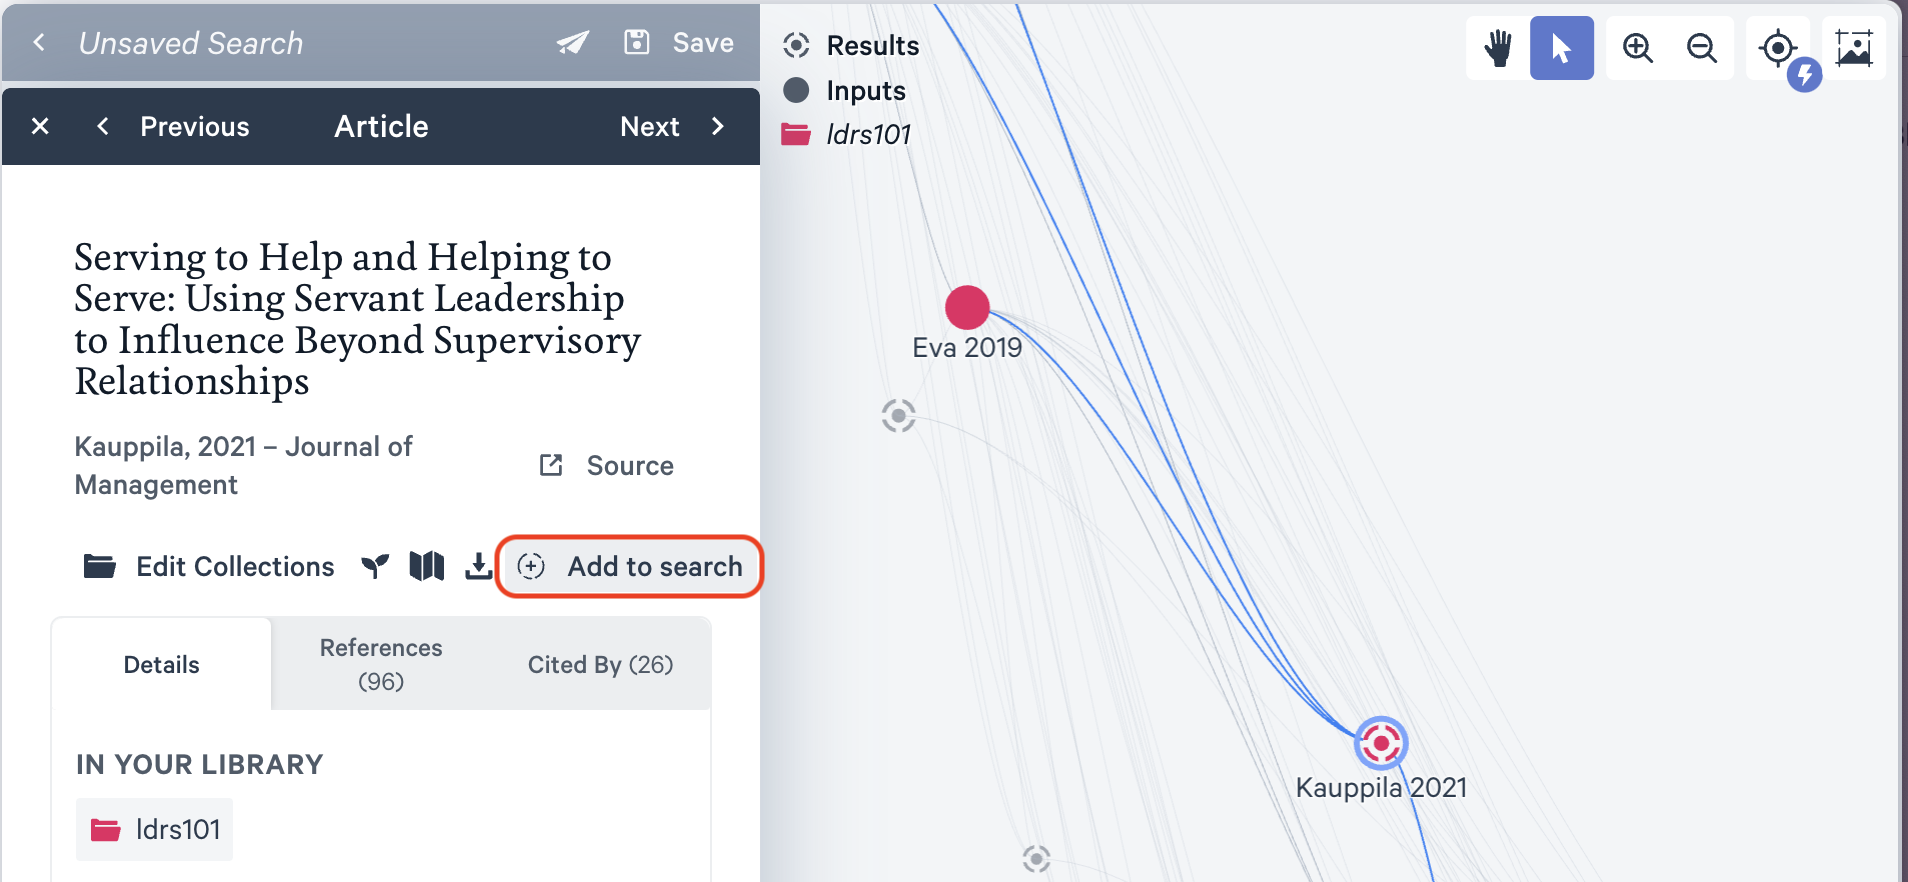 Unsaved Search
Save
Previous
Article
Next
Serving to Help and Helping to
Serve: Using Servant Leadership
to Influence Beyond Supervisory
Relationships
Kauppila, 2021 – Journal of
Management
Source
Edit Collections
Add to search
Details
References
(96)
Cited By (26)
IN YOUR LIBRARY
ldrs101
Results
Inputs
ldrs101
Eva 2019
Kauppila 2021